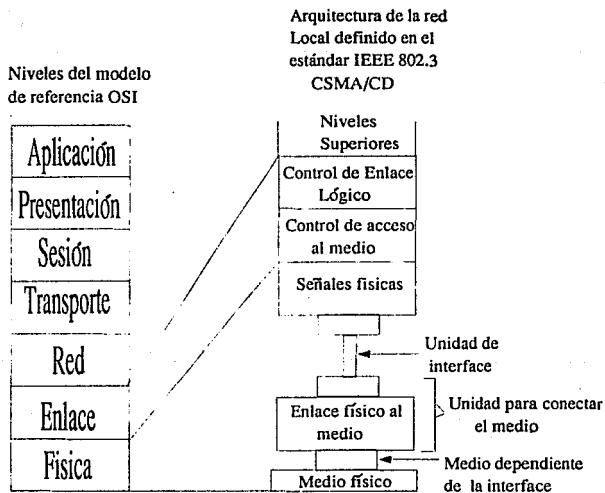 Arquitectura de la red
Local definido en el
estándar IEEE 802.3
CSMA/CD
Niveles del modelo
de referencia OSI
Aplicación
Presentación
Sesión
Transporte
Red
Enlace
Fisica
Niveles
Superiores
Control de Enlace
Lógico
Control de acceso
al medio
Señales fisicas
Unidad de
interface
Enlace físico al
medio
Unidad para conectar
el medio
Medio dependiente
de la interface
Medio físico